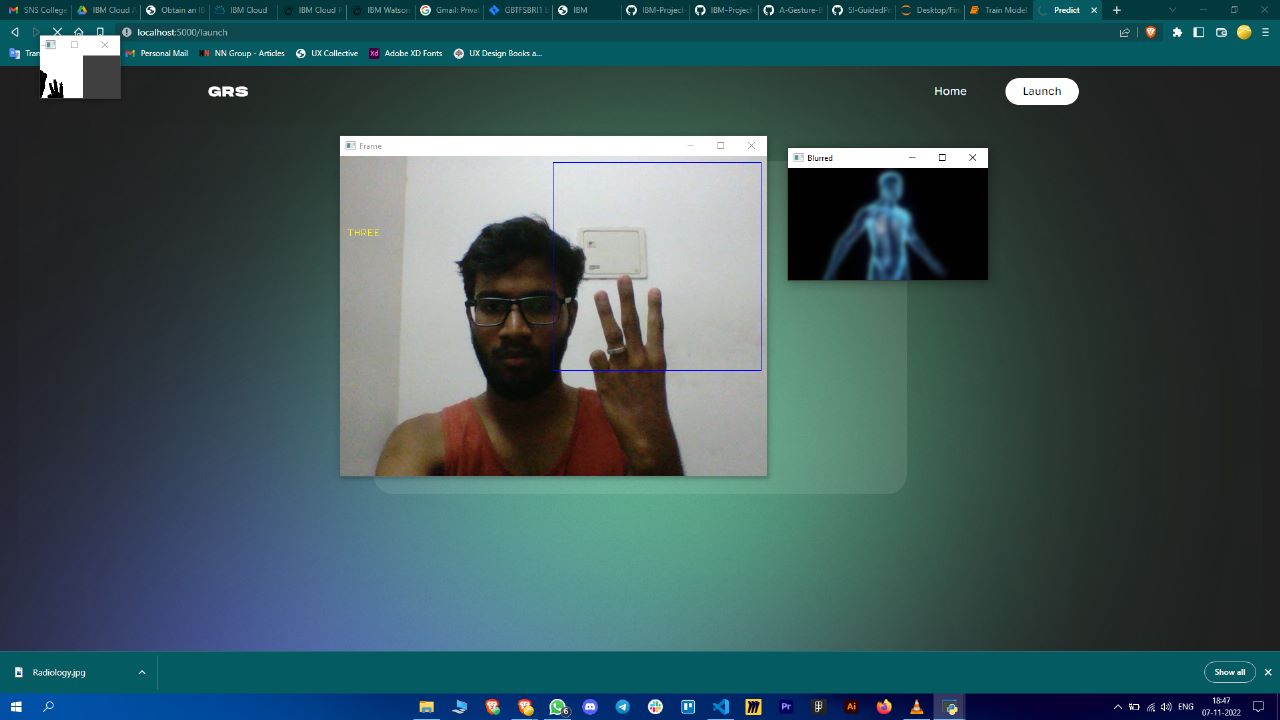 SNS College
IBM Cloud A
Obtain an IB
IBM Cloud
IBM Cloud P
IBM Watson
Gmail: Priva
GBTFSBRI1 b
IBM
IBM-Project
IBM-Projec
A-Gesture-B
SI-GuidedPr
Desktop/Fin
Train Model
Predict
localhost:5000/launch
Personal Mail
NN Group - Articles
UX Collective
Adobe XD Fonts
UX Design Books a...
GRS
Home
Launch
Frame
THREE
Blurred
Radiology.jpg
Show all
ENG
18:47
07-11-2022